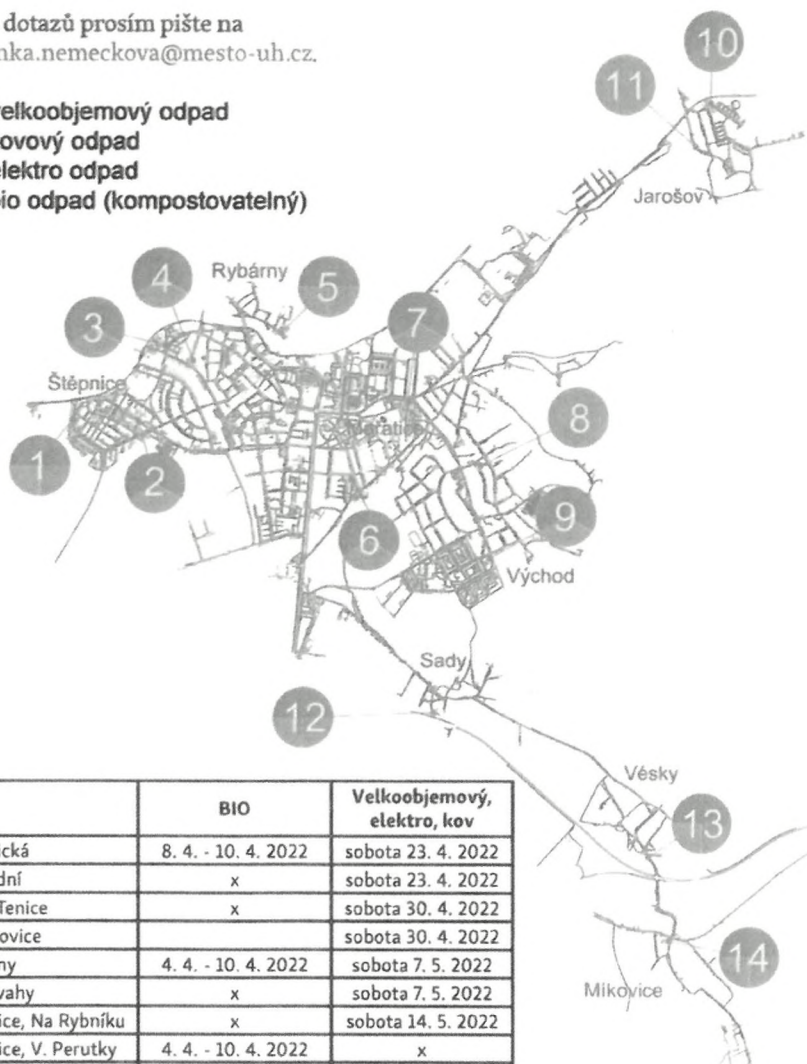 dotazů prosím pište na
nka.nemeckova@mesto-uh.cz.
elkoobjemový odpad
ovový odpad
lektro odpad
io odpad (kompostovatelný)
10
11
Jarošov
Rybárny
4
5
3
7
Štěpnice
Mařatice
8
1
2
6
9
Východ
Sady
12
Vésky
13
14
Mikovice
BIO Velkoobjemový,
elektro, kov
ická 8. 4. - 10. 4. 2022 sobota 23. 4. 2022
dní x sobota 23. 4. 2022
Tenice x sobota 30. 4. 2022
ovice sobota 30. 4. 2022
ny 4. 4. - 10. 4. 2022 sobota 7. 5. 2022
vahy x sobota 7. 5. 2022
ice, Na Rybníku x sobota 14. 5. 2022
ice, V. Perutky 4. 4. - 10. 4. 2022 x